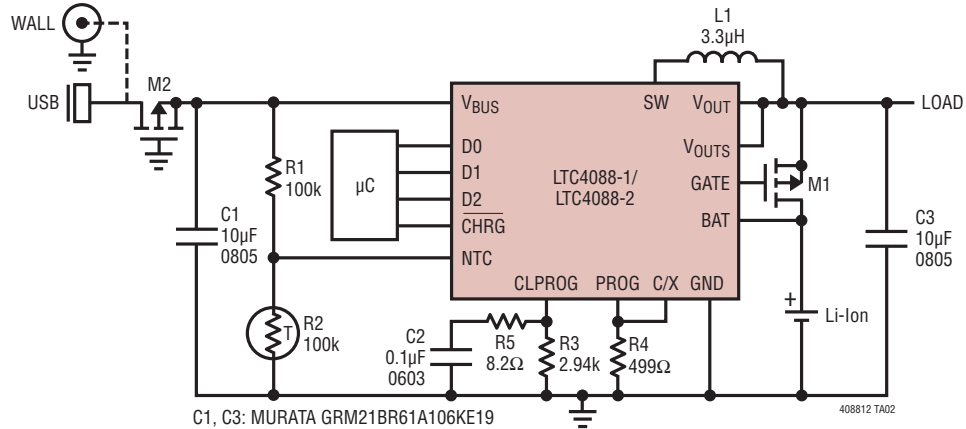 WALL
USB
M2
L1
3.3µH
VBUS
SW
VOUT
LOAD
D0
D1
D2
CHRG
NTC
µC
VOUTS
GATE
BAT
LTC4088-1/
LTC4088-2
M1
R1
100k
C1
10µF
0805
C3
10µF
0805
CLPROG
PROG
C/X
GND
T
R2
100k
C2
0.1µF
0603
R5
8.2Ω
R3
2.94k
R4
499Ω
+
Li-Ion
408812 TA02
C1, C3: MURATA GRM21BR61A106KE19